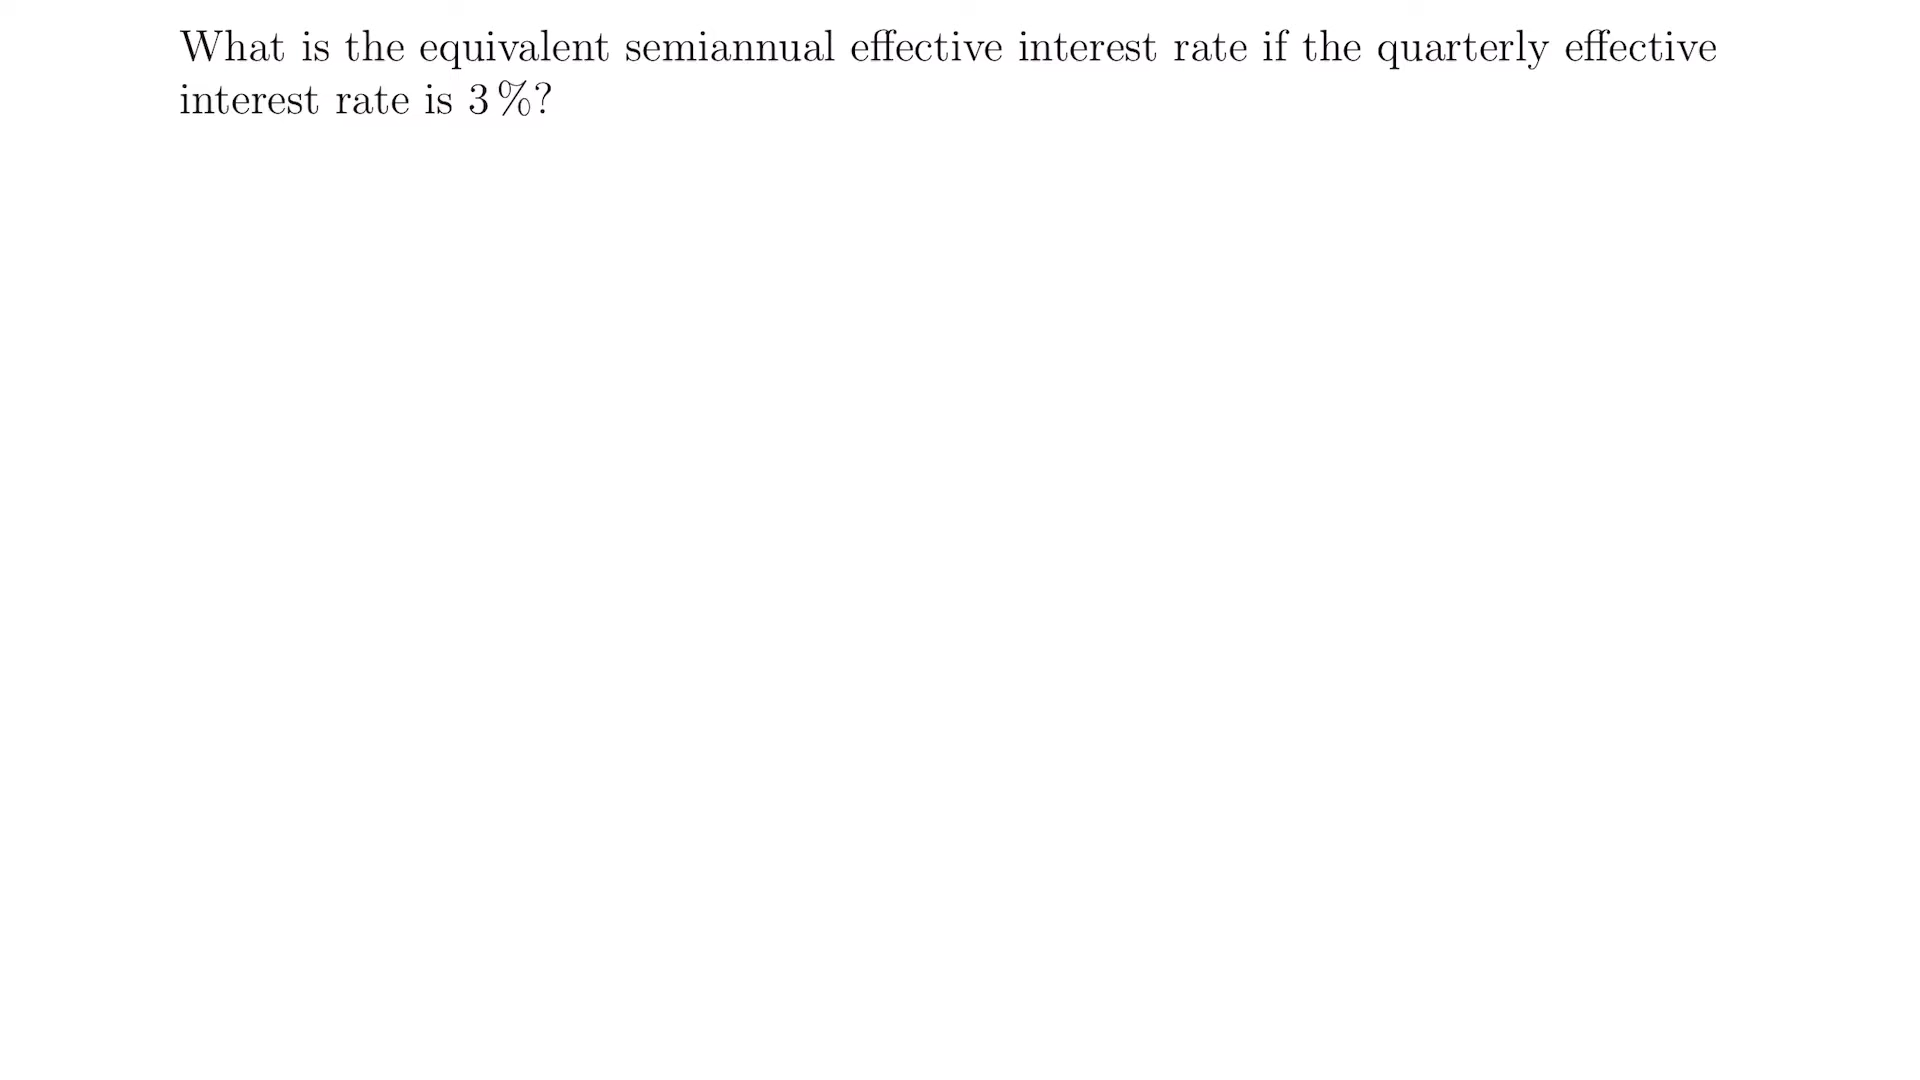 What is the equivalent semiannual effective interest rate if the quarterly effective
interest rate is 3 %?